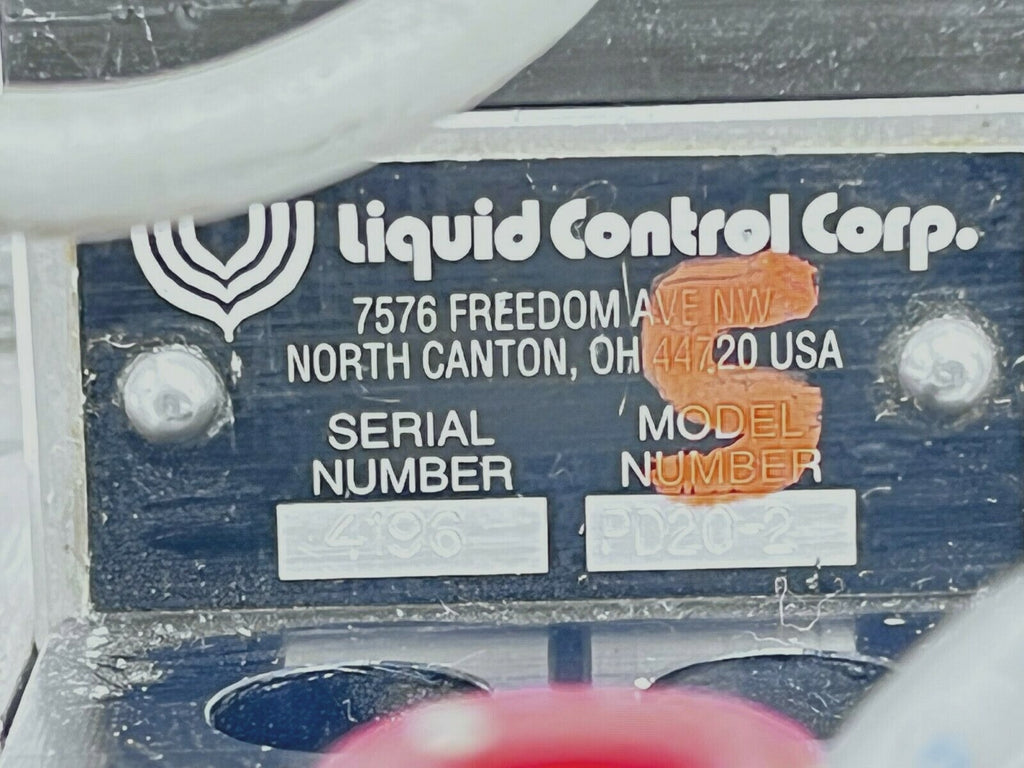 Liquid Control Corp.
7576 FREEDOM AVE NW
NORTH CANTON, OH 44720 USA
SERIAL NUMBER
4196
MODEL NUMBER
PD20-2
5